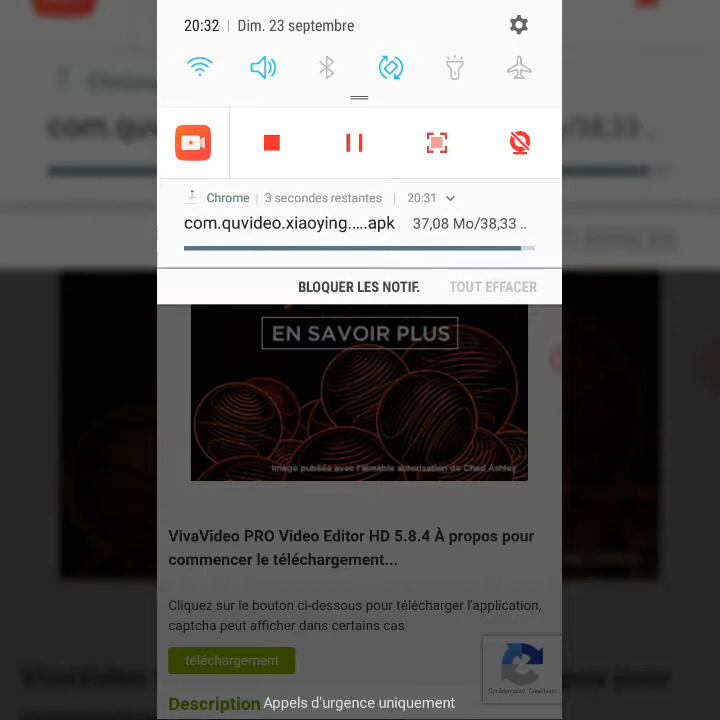 20:32 | Dim. 23 septembre
Chrome | 3 secondes restantes | 20:31
com.quvideo.xiaoying.....apk 37,08 Mo/38,33 ..
BLOQUER LES NOTIF. TOUT EFFACER
EN SAVOIR PLUS
Image publiée avec l'aimable autorisation de Chad Ashley
VivaVideo PRO Video Editor HD 5.8.4 À propos pour
commencer le téléchargement...
Cliquez sur le bouton ci-dessous pour télécharger l'application,
captcha peut afficher dans certains cas
téléchargement
Description
Appels d'urgence uniquement